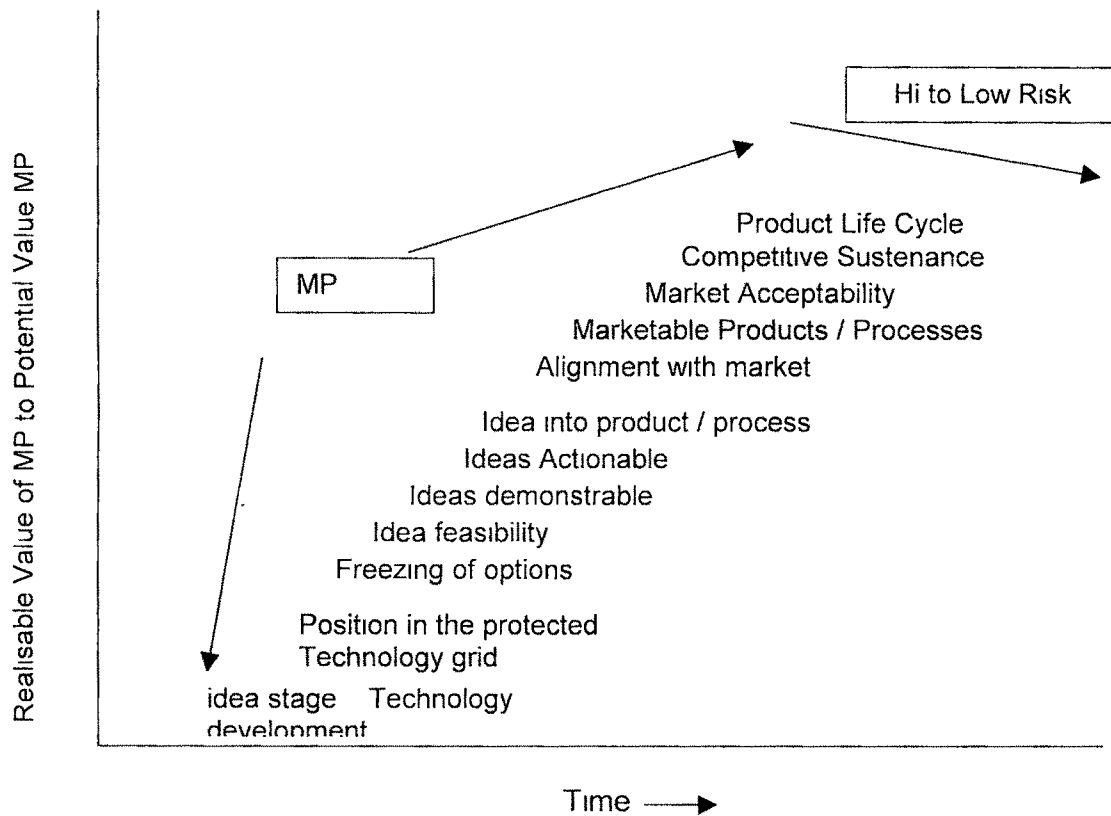 Realisable Value of MP to Potential Value MP
Hi to Low Risk
MP
Product Life Cycle
Competitive Sustenance
Market Acceptability
Marketable Products / Processes
Alignment with market
Idea into product / process
Ideas Actionable
Ideas demonstrable
Idea feasibility
Freezing of options
Position in the protected
Technology grid
idea stage Technology
development
Time